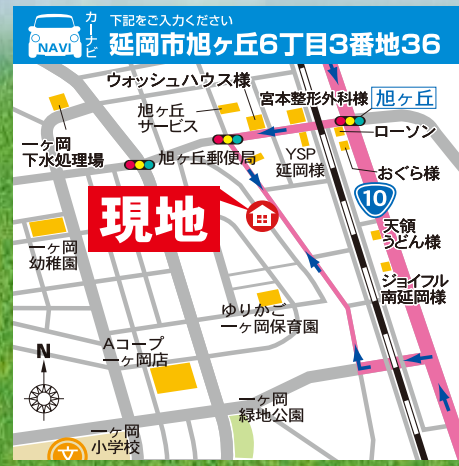 NAVI
カーナビ
下記をご入力ください
延岡市旭ヶ丘6丁目3番地36
ウォッシュハウス様
旭ヶ丘
サービス
宮本整形外科様
旭ヶ丘
ローソン
一ヶ岡
下水処理場
旭ヶ丘郵便局
YSP
延岡様
おぐら様
10
現地
天領
うどん様
一ヶ岡
幼稚園
ジョイフル
南延岡様
ゆりかご
一ヶ岡保育園
N
Aコープ
一ヶ岡店
一ヶ岡
緑地公園
文
一ヶ岡
小学校